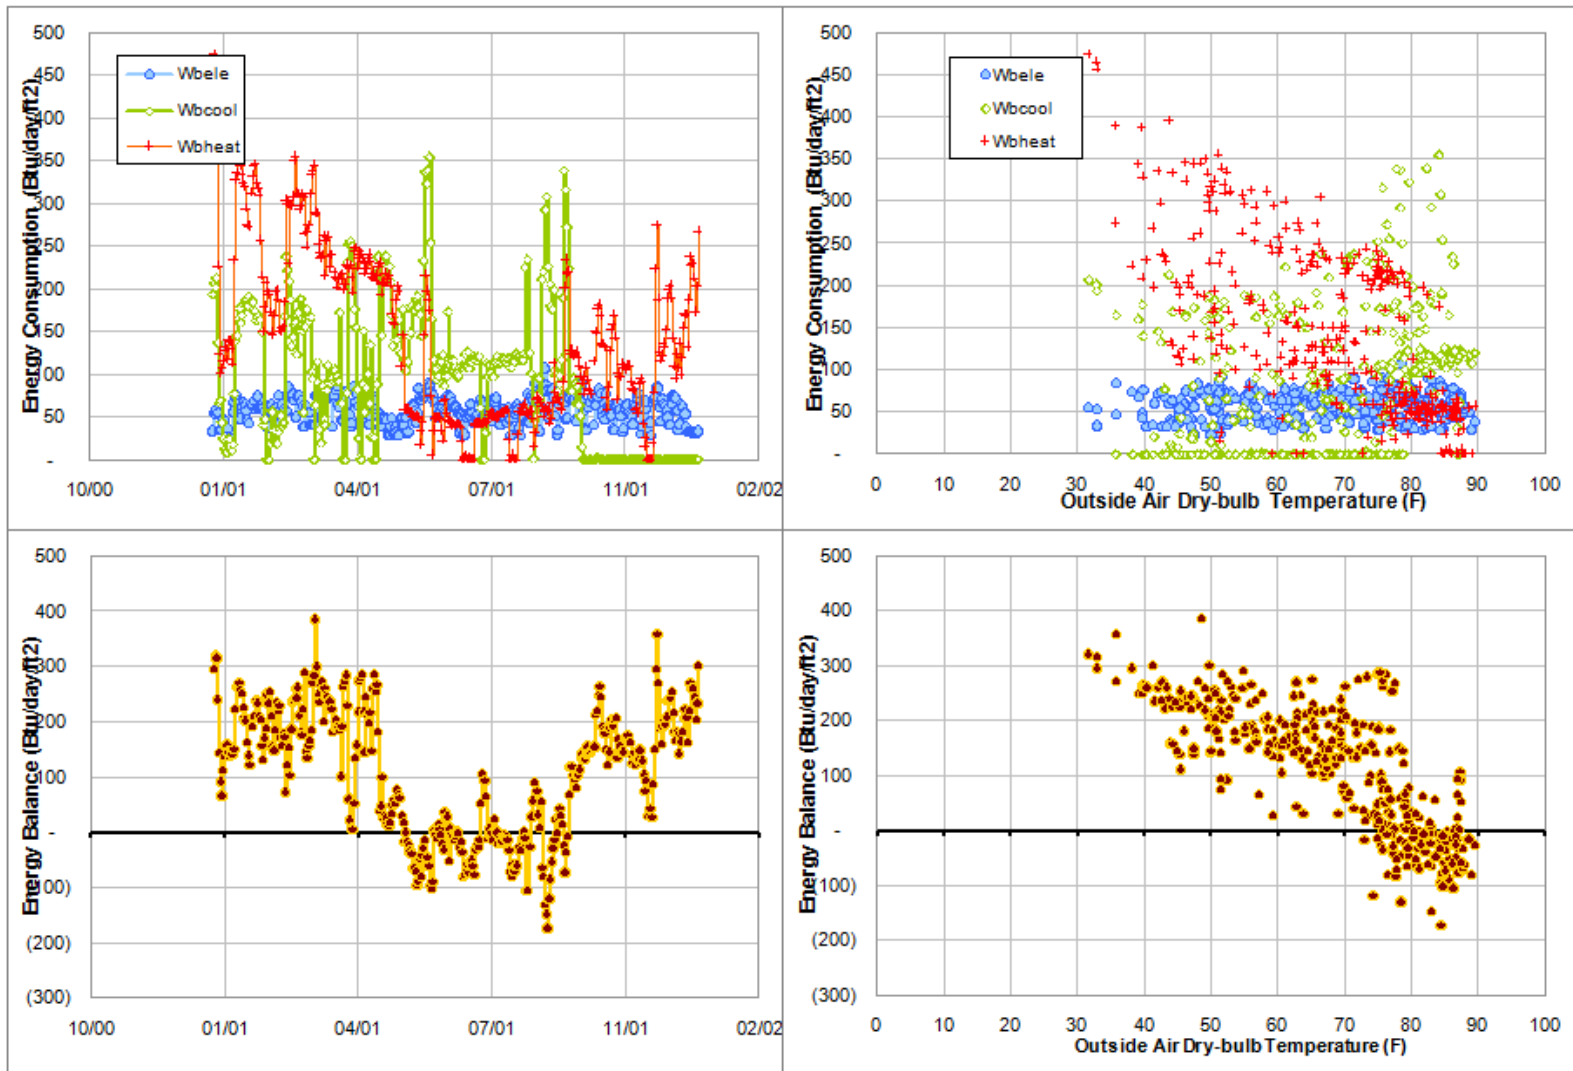 500
450
400
350
300
250
200
150
100
50
-
Energy Consumption (Btu/day/ft2)
Wbele
Wbcool
Wbheat
10/00 01/01 04/01 07/01 11/01 02/02
500
450
400
350
300
250
200
150
100
50
-
Energy Consumption (Btu/day/ft2)
Wbele
Wbcool
Wbheat
0 10 20 30 40 50 60 70 80 90 100
Outside Air Dry-bulb Temperature (F)
500
400
300
200
100
-
(100)
(200)
(300)
Energy Balance (Btu/day/ft2)
10/00 01/01 04/01 07/01 11/01 02/02
500
400
300
200
100
-
(100)
(200)
(300)
Energy Balance (Btu/day/ft2)
0 10 20 30 40 50 60 70 80 90 100
Outside Air Dry-bulb Temperature (F)